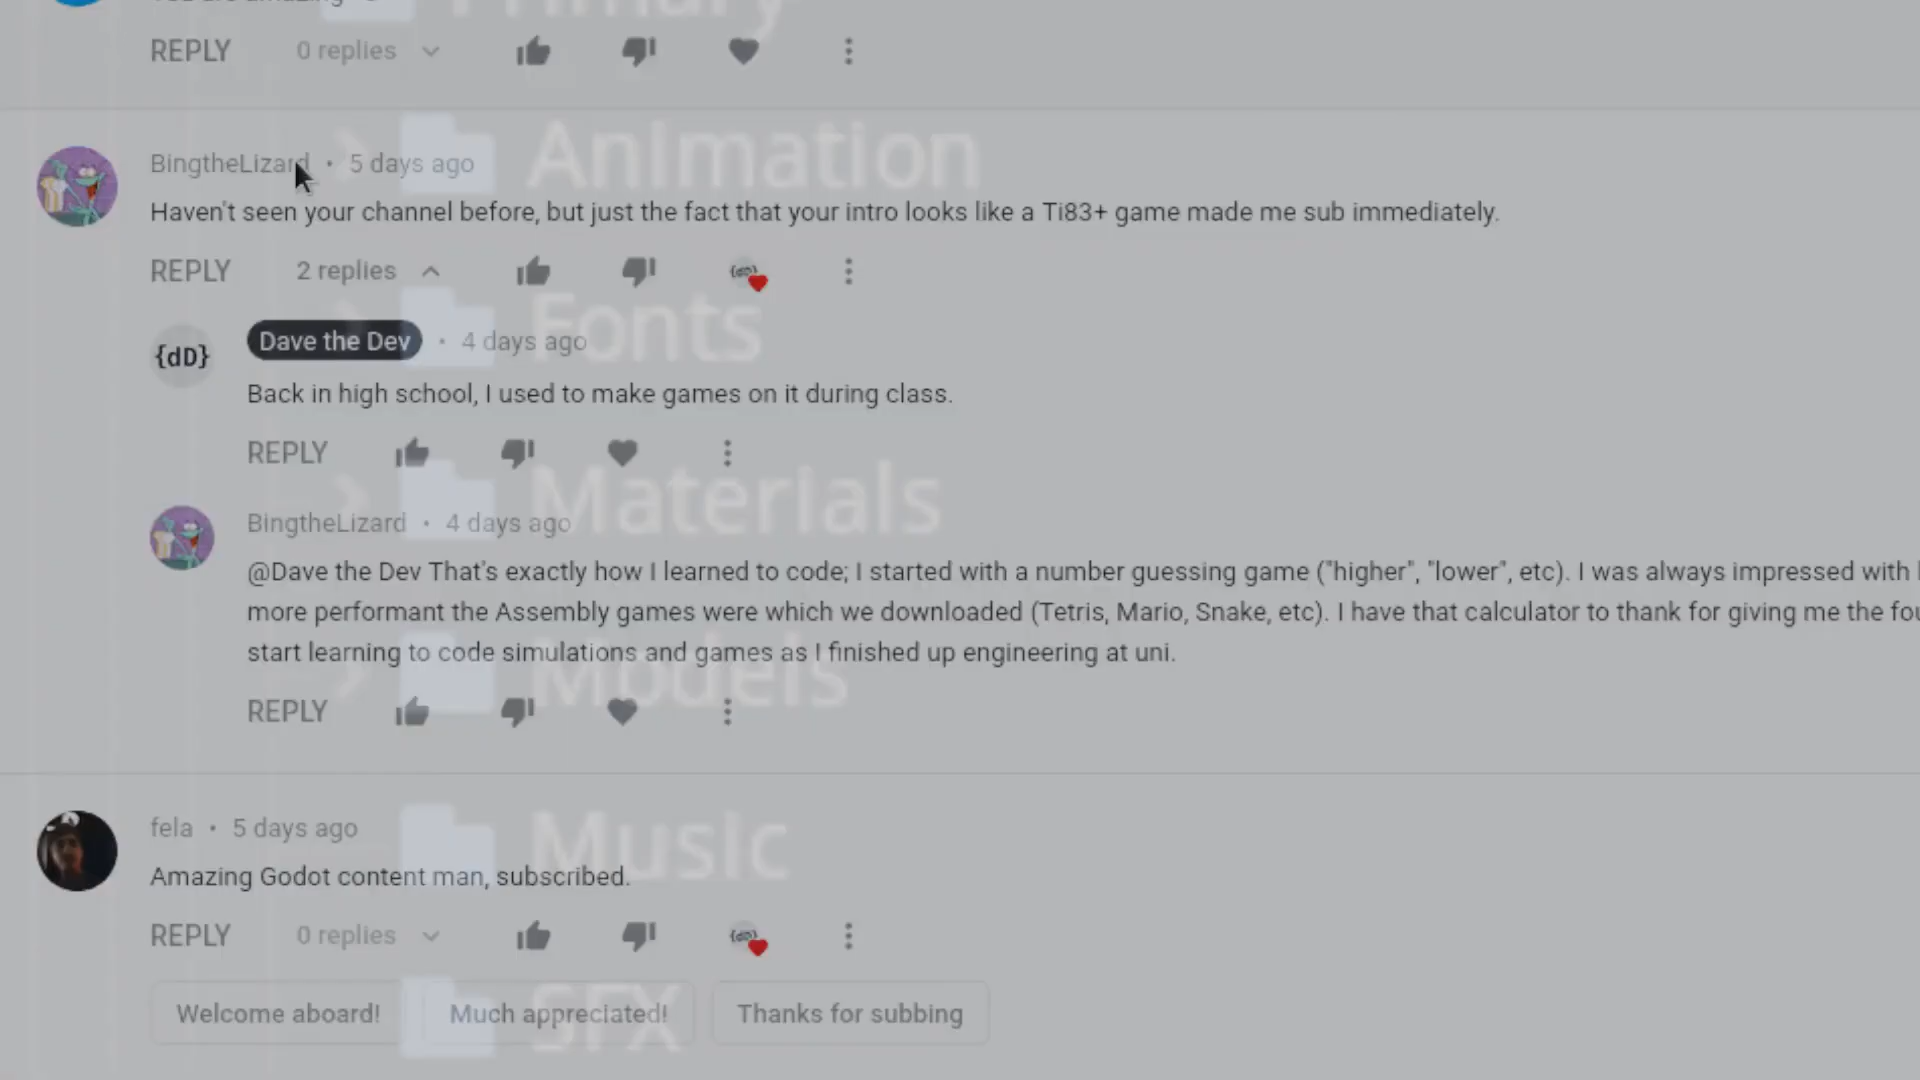 You are amazing
Primary
REPLY 0 replies
BingtheLizard • 5 days ago
Animation
Haven't seen your channel before, but just the fact that your intro looks like a Ti83+ game made me sub immediately.
REPLY 2 replies
{dD} Dave the Dev • 4 days ago
Fonts
Back in high school, I used to make games on it during class.
REPLY
Materials
BingtheLizard • 4 days ago
@Dave the Dev That's exactly how I learned to code; I started with a number guessing game ("higher", "lower", etc). I was always impressed with
more performant the Assembly games were which we downloaded (Tetris, Mario, Snake, etc). I have that calculator to thank for giving me the
start learning to code simulations and games as I finished up engineering at uni.
Models
REPLY
fela • 5 days ago
Music
Amazing Godot content man, subscribed.
REPLY 0 replies
Welcome aboard! Much appreciated! Thanks for subbing
SFX